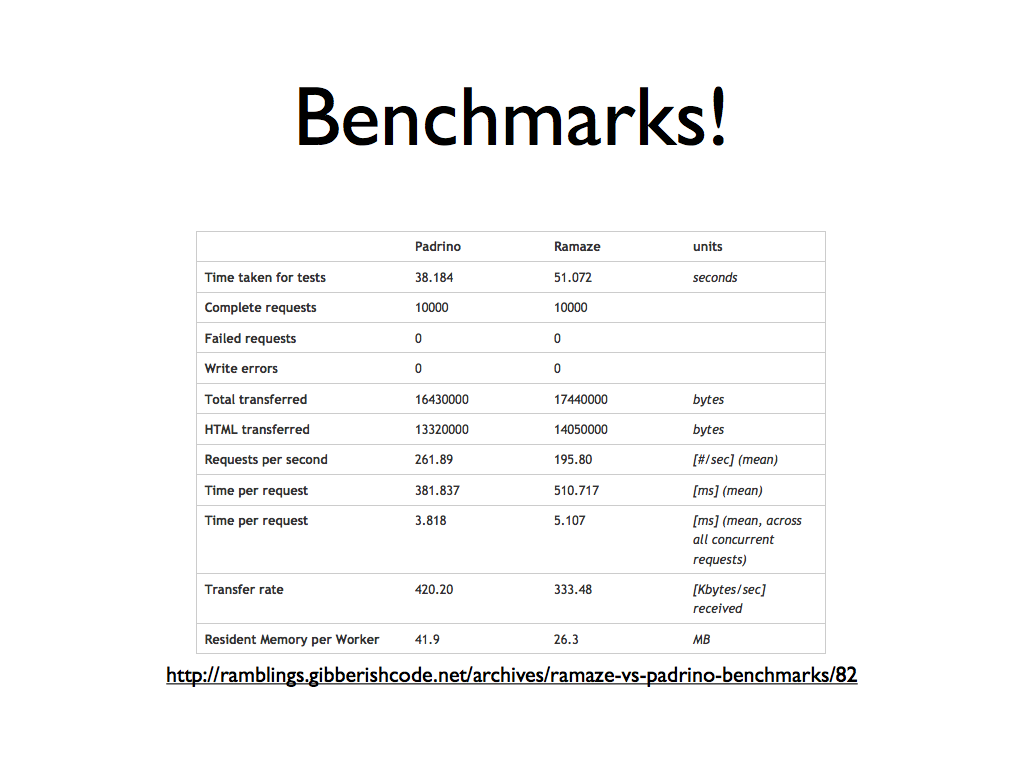 Benchmarks!
Padrino Ramaze units
Time taken for tests 38.184 51.072 seconds
Complete requests 10000 10000
Failed requests 0 0
Write errors 0 0
Total transferred 16430000 17440000 bytes
HTML transferred 13320000 14050000 bytes
Requests per second 261.89 195.80 [#/sec] (mean)
Time per request 381.837 510.717 [ms] (mean)
Time per request 3.818 5.107 [ms] (mean, across
all concurrent
requests)
Transfer rate 420.20 333.48 [Kbytes/sec]
received
Resident Memory per Worker 41.9 26.3 MB
http://ramblings.gibberishcode.net/archives/ramaze-vs-padrino-benchmarks/82